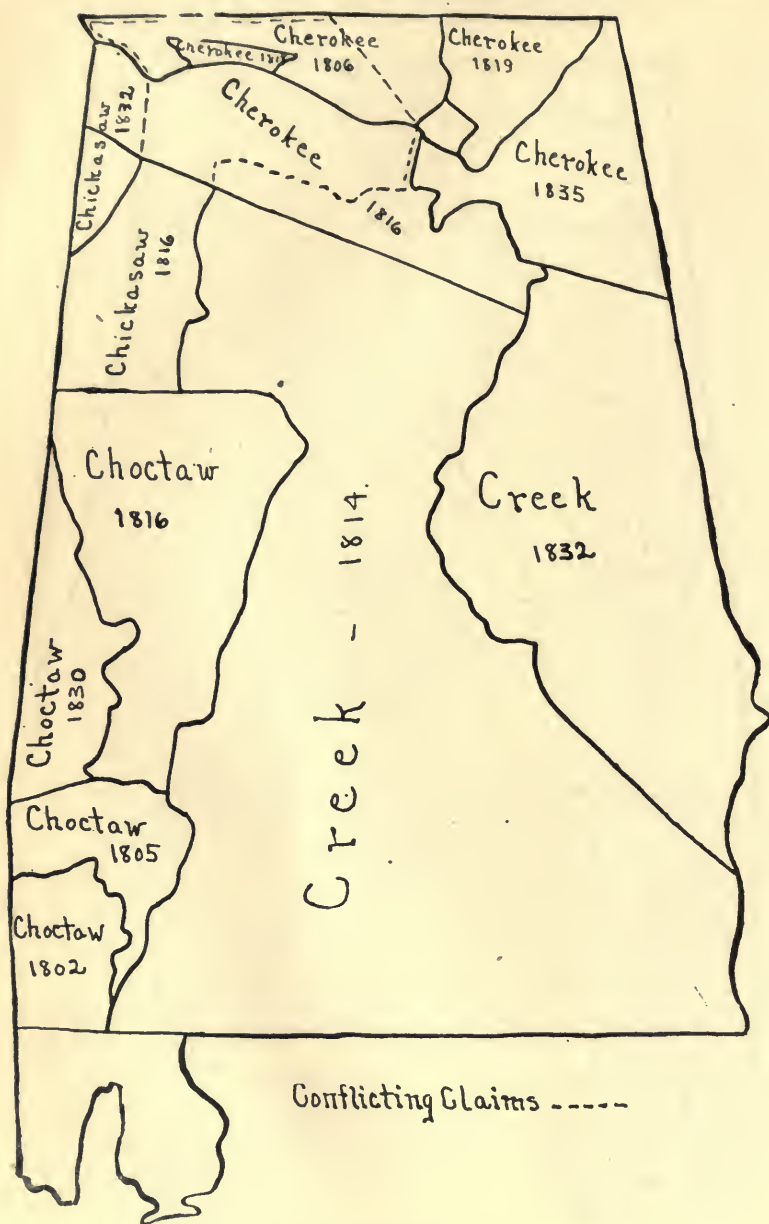 Cherokee
1806
Cherokee
Cherokee
1819
Chickasaw
1832
Cherokee
Cherokee
1835
1816
Chickasaw
1816
Choctaw
1816
Creek - 1814.
Creek
1832
Choctaw
1830
Choctaw
1805
Choctaw
1802
Conflicting Claims -----